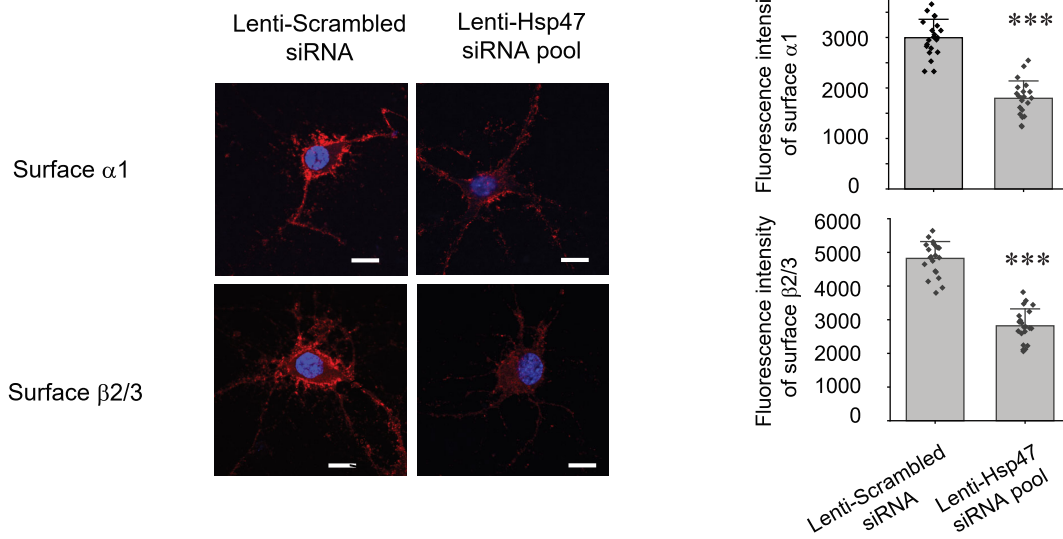 Lenti-Scrambled
siRNA
Lenti-Hsp47
siRNA pool
Surface α1
Surface β2/3
Fluorescence intensity
of surface α1
3000
2000
1000
0
***
Fluorescence intensity
of surface β2/3
6000
5000
4000
3000
2000
1000
0
***
Lenti-Scrambled
siRNA
Lenti-Hsp47
siRNA pool